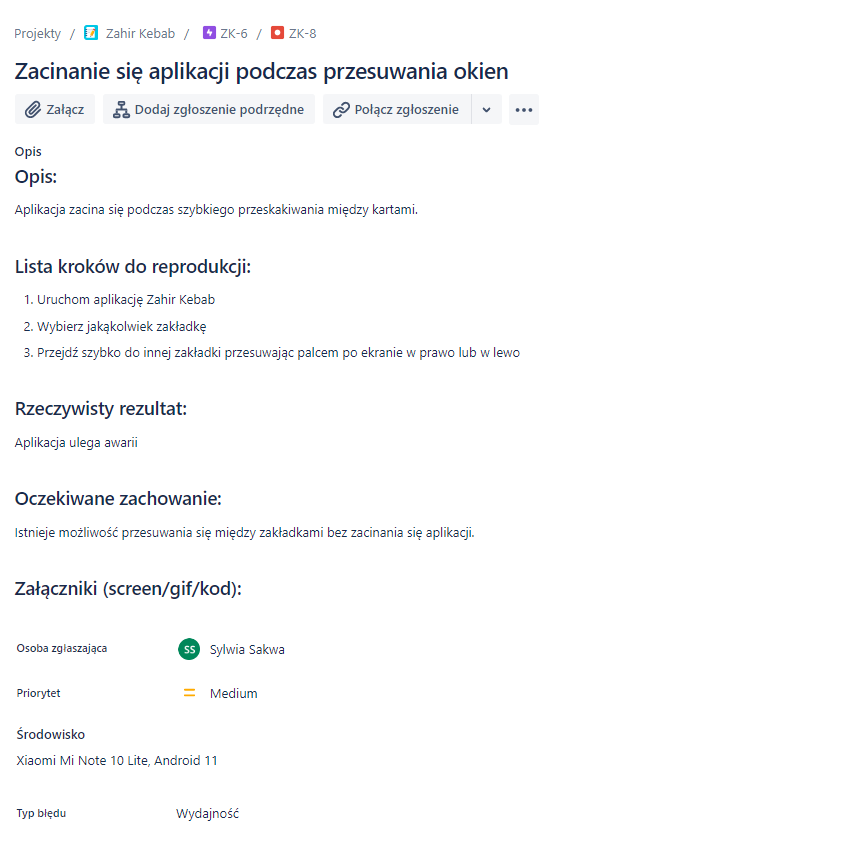 Projekty / Zahir Kebab / ZK-6 / ZK-8
Zacinanie się aplikacji podczas przesuwania okien
Załącz Dodaj zgłoszenie podrzędne Połącz zgłoszenie
Opis
Opis:
Aplikacja zacina się podczas szybkiego przeskakiwania między kartami.
Lista kroków do reprodukcji:
1. Uruchom aplikację Zahir Kebab
2. Wybierz jakąkolwiek zakładkę
3. Przejdź szybko do innej zakładki przesuwając palcem po ekranie w prawo lub w lewo
Rzeczywisty rezultat:
Aplikacja ulega awarii
Oczekiwane zachowanie:
Istnieje możliwość przesuwania się między zakładkami bez zacinania się aplikacji.
Załączniki (screen/gif/kod):
Osoba zgłaszająca SS Sylwia Sakwa
Priorytet Medium
Środowisko
Xiaomi Mi Note 10 Lite, Android 11
Typ błędu Wydajność